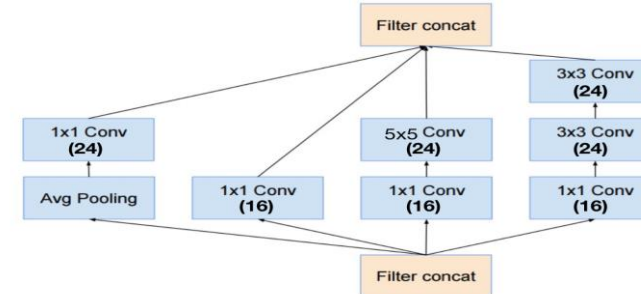 Filter concat
3x3 Conv
(24)
1x1 Conv
(24)
5x5 Conv
(24)
3x3 Conv
(24)
Avg Pooling
1x1 Conv
(16)
1x1 Conv
(16)
1x1 Conv
(16)
Filter concat